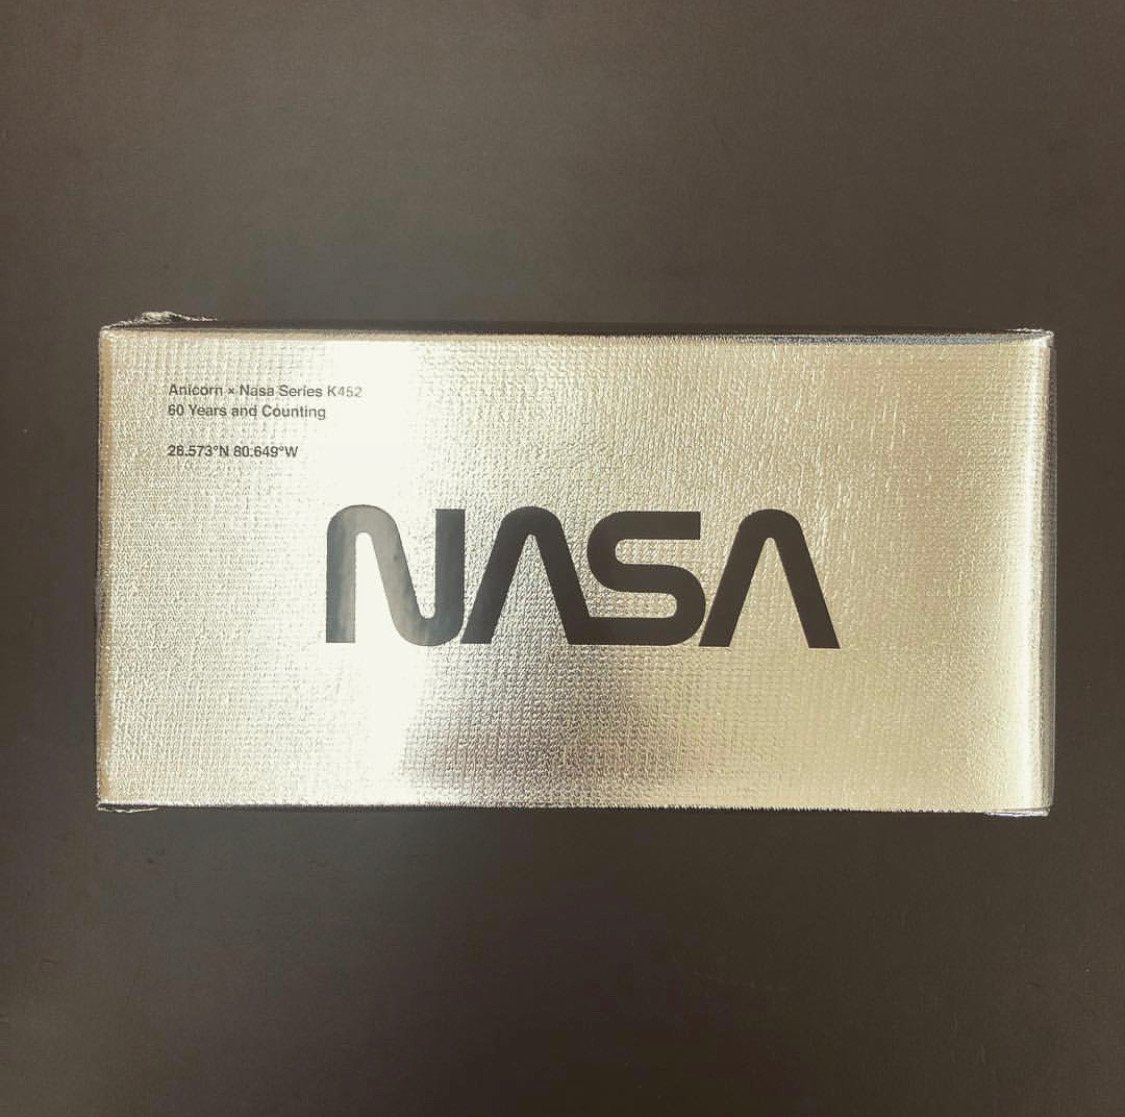 Anicorn × Nasa Series K452
60 Years and Counting
28.573°N 80.649°W
NASA